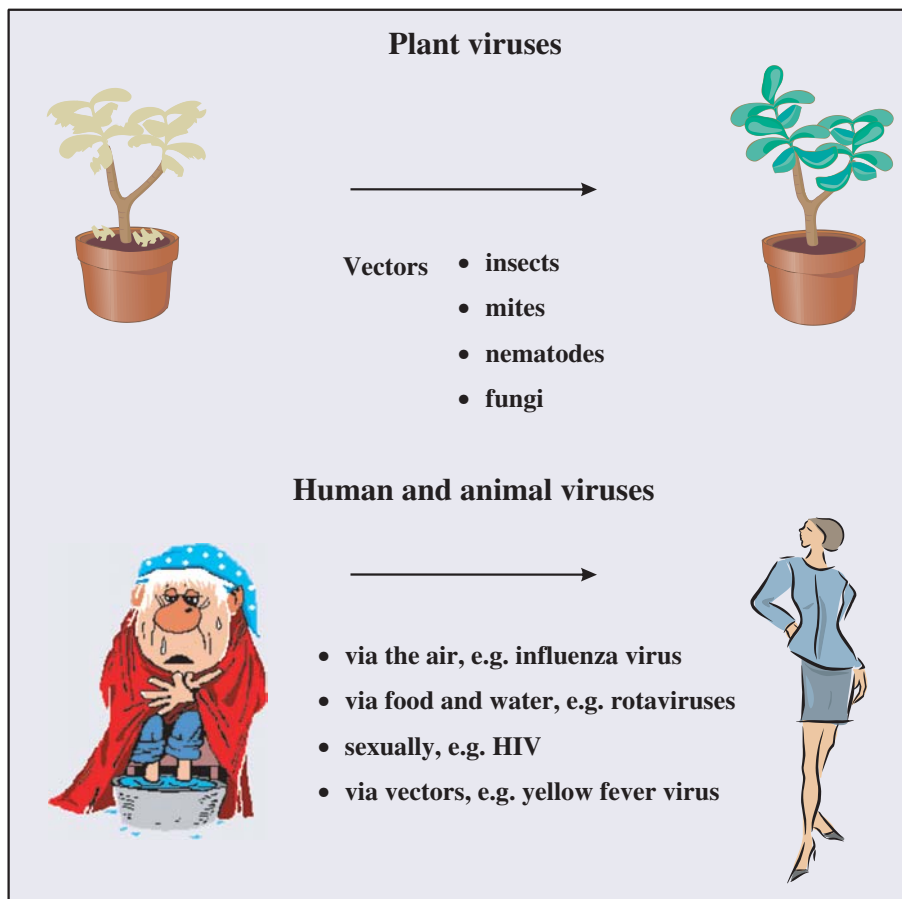 Plant viruses
Vectors • insects
• mites
• nematodes
• fungi
Human and animal viruses
• via the air, e.g. influenza virus
• via food and water, e.g. rotaviruses
• sexually, e.g. HIV
• via vectors, e.g. yellow fever virus